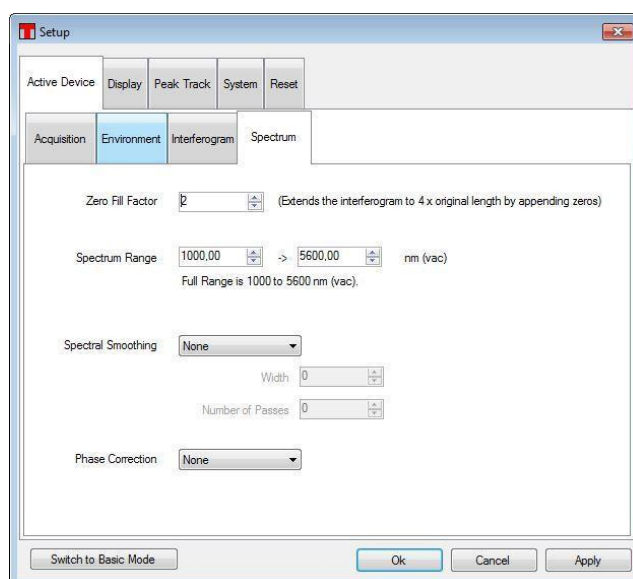 Setup
Active Device Display Peak Track System Reset
Acquisition Environment Interferogram Spectrum
Zero Fill Factor 2 (Extends the interferogram to 4 x original length by appending zeros)
Spectrum Range 1000,00 -> 5600,00 nm (vac)
Full Range is 1000 to 5600 nm (vac).
Spectral Smoothing None
Width 0
Number of Passes 0
Phase Correction None
Switch to Basic Mode Ok Cancel Apply